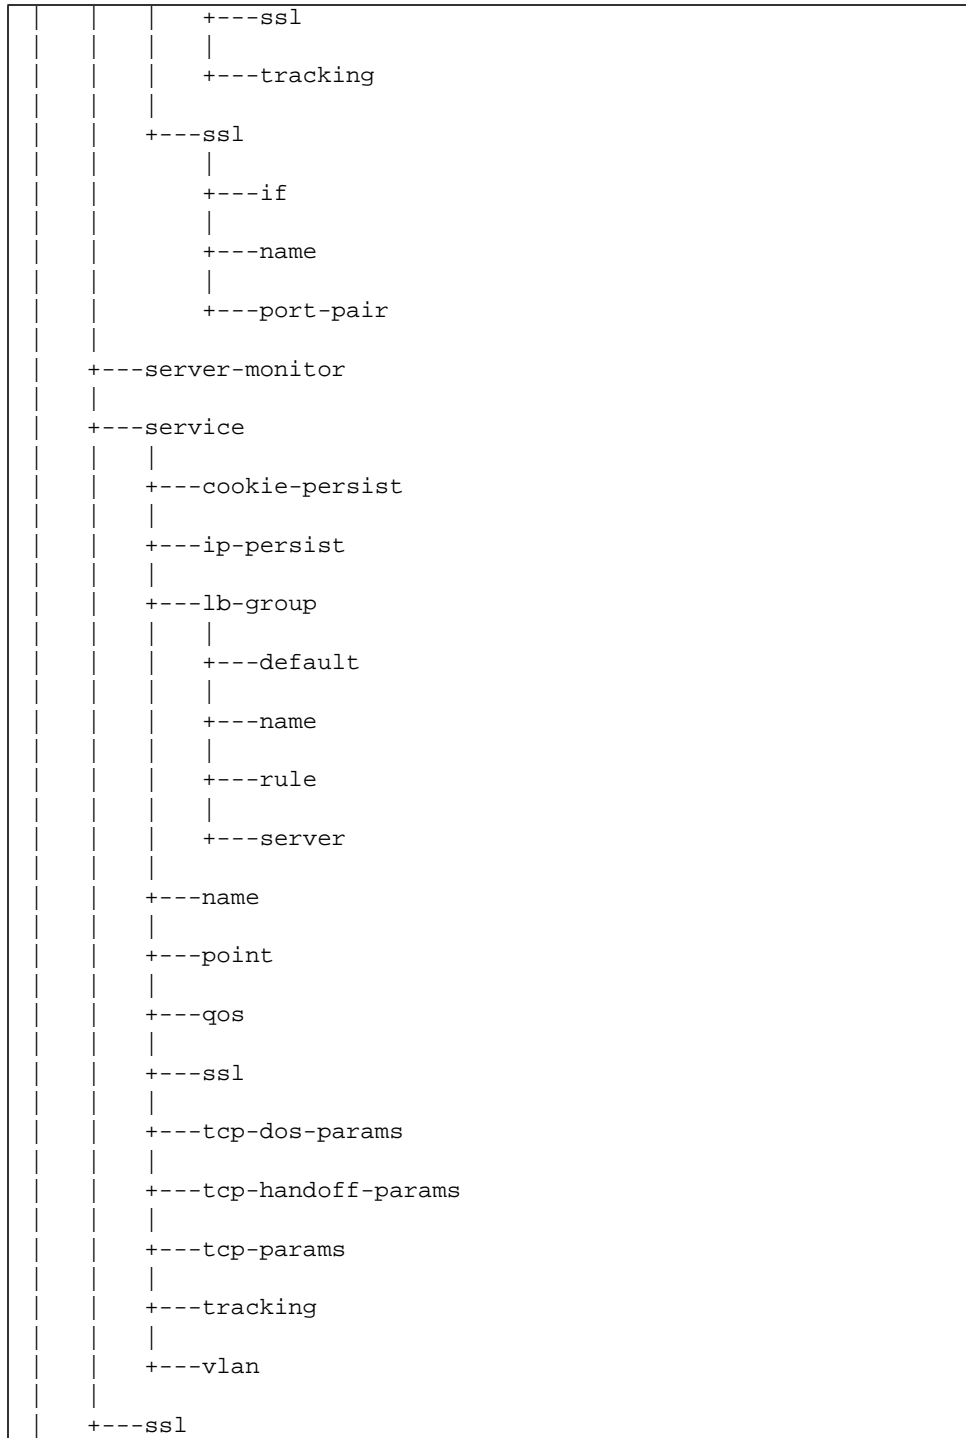 |   |   |   +---ssl
|   |   |   |
|   |   |   +---tracking
|   |   |
|   |   +---ssl
|   |       |
|   |       +---if
|   |       |
|   |       +---name
|   |       |
|   |       +---port-pair
|   |
|   +---server-monitor
|   |
|   +---service
|   |   |
|   |   +---cookie-persist
|   |   |
|   |   +---ip-persist
|   |   |
|   |   +---lb-group
|   |   |   |
|   |   |   +---default
|   |   |   |
|   |   |   +---name
|   |   |   |
|   |   |   +---rule
|   |   |   |
|   |   |   +---server
|   |   |
|   |   +---name
|   |   |
|   |   +---point
|   |   |
|   |   +---qos
|   |   |
|   |   +---ssl
|   |   |
|   |   +---tcp-dos-params
|   |   |
|   |   +---tcp-handoff-params
|   |   |
|   |   +---tcp-params
|   |   |
|   |   +---tracking
|   |   |
|   |   +---vlan
|   |
|   +---ssl